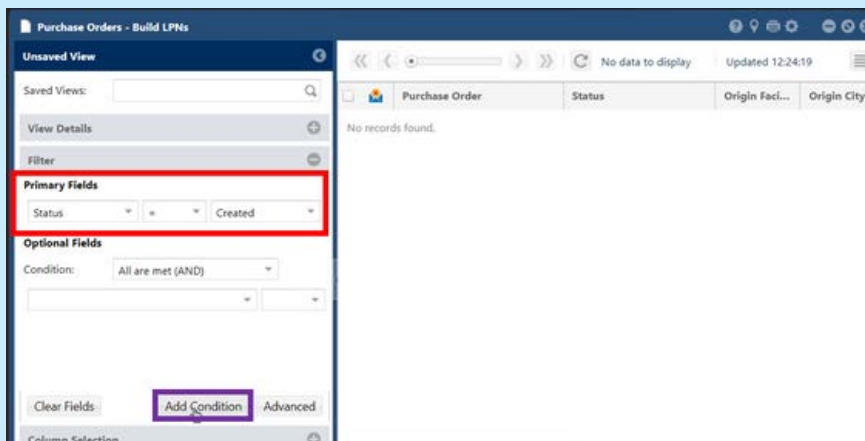 Purchase Orders - Build LPNs
Unsaved View
Saved Views:
View Details
Filter
Primary Fields
Status = Created
Optional Fields
Condition: All are met (AND)
Clear Fields Add Condition Advanced
Column Selection
No data to display Updated 12:24:19
Purchase Order Status Origin Faci... Origin City
No records found.